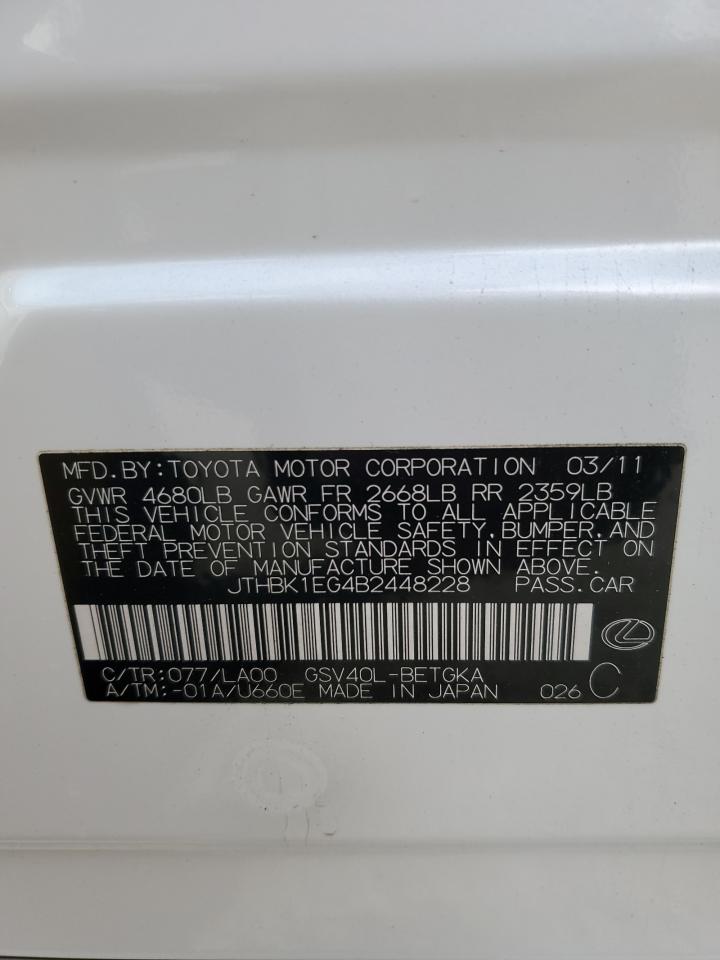 MFD.BY:TOYOTA MOTOR CORPORATION 03/11
GVWR 4680LB GAWR FR 2668LB RR 2359LB
THIS VEHICLE CONFORMS TO ALL APPLICABLE
FEDERAL MOTOR VEHICLE SAFETY,BUMPER,AND
THEFT PREVENTION STANDARDS IN EFFECT ON
THE DATE OF MANUFACTURE SHOWN ABOVE.
JTHBK1EG4B2448228 PASS.CAR
C/TR:077/LA00 GSV40L-BETGKA
A/TM:-01A/U660E MADE IN JAPAN 026 C